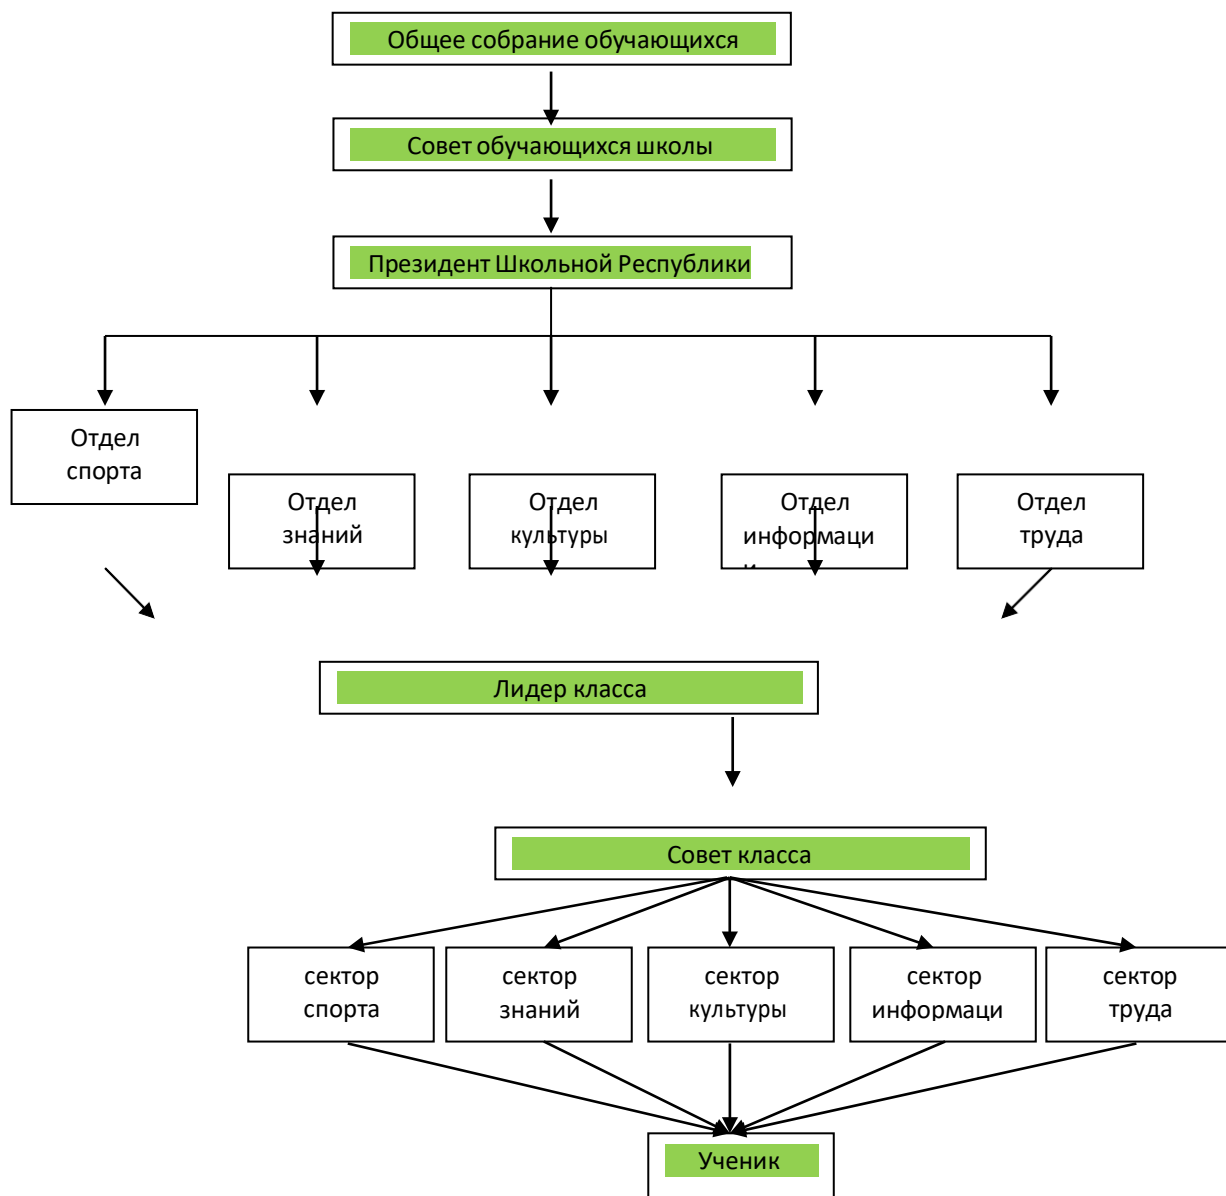 Общее собрание обучающихся
Совет обучающихся школы
Президент Школьной Республики
Отдел
спорта
Отдел
знаний
Отдел
культуры
Отдел
информаци
и
Отдел
труда
Лидер класса
Совет класса
сектор
спорта
сектор
знаний
сектор
культуры
сектор
информаци
сектор
труда
Ученик